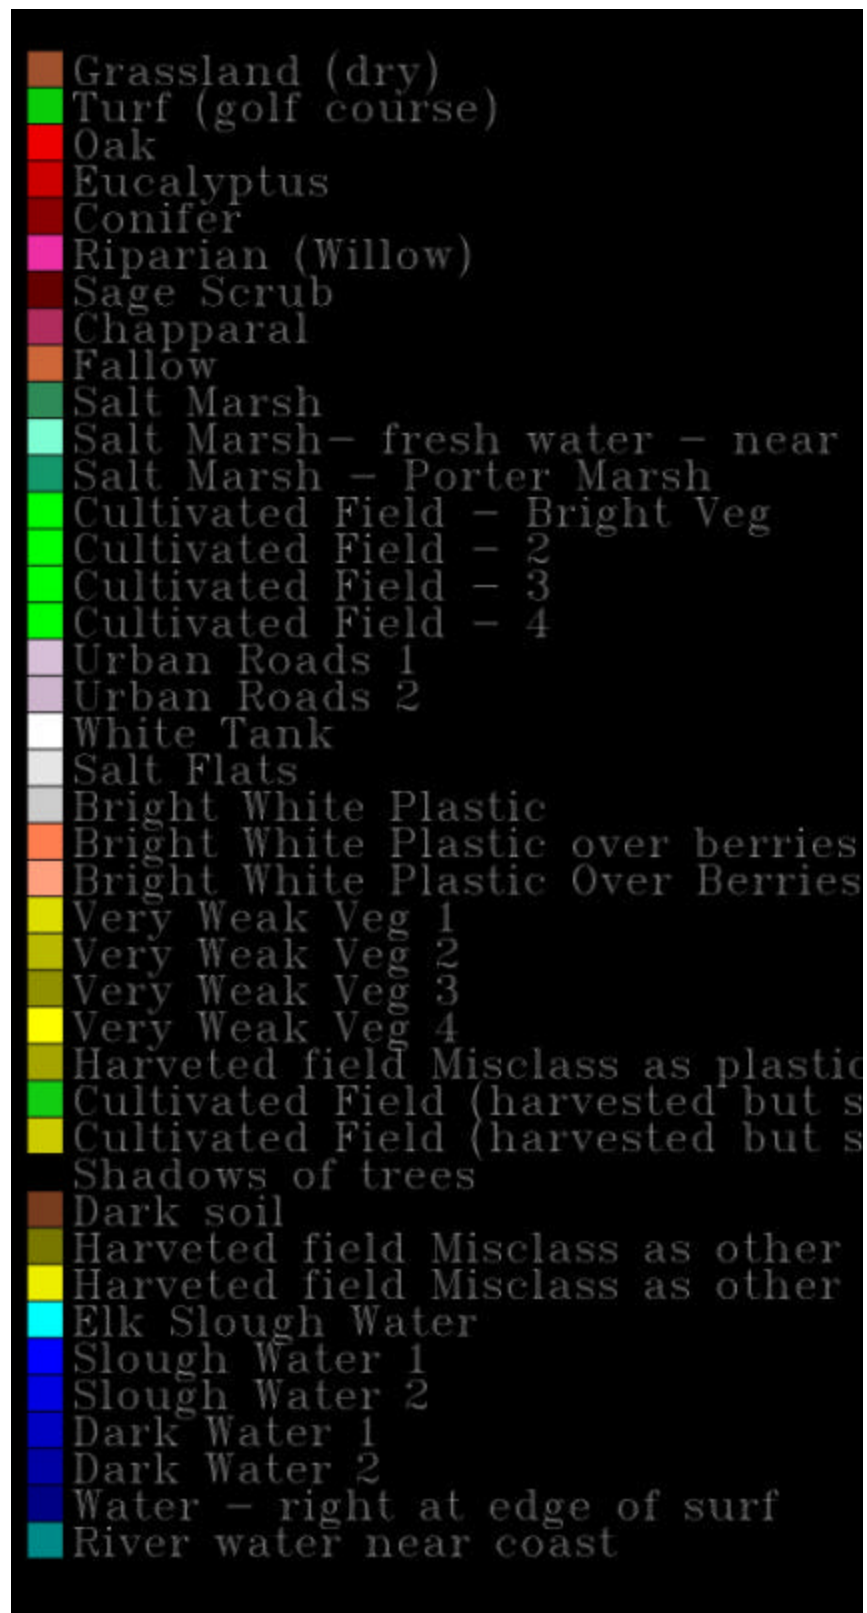 Grassland (dry)
Turf (golf course)
Oak
Eucalyptus
Conifer
Riparian (Willow)
Sage Scrub
Chapparal
Fallow
Salt Marsh
Salt Marsh– fresh water – near
Salt Marsh – Porter Marsh
Cultivated Field – Bright Veg
Cultivated Field – 2
Cultivated Field – 3
Cultivated Field – 4
Urban Roads 1
Urban Roads 2
White Tank
Salt Flats
Bright White Plastic
Bright White Plastic over berries
Bright White Plastic Over Berries
Very Weak Veg 1
Very Weak Veg 2
Very Weak Veg 3
Very Weak Veg 4
Harveted field Misclass as plastic
Cultivated Field (harvested but s
Cultivated Field (harvested but s
Shadows of trees
Dark soil
Harveted field Misclass as other
Harveted field Misclass as other
Elk Slough Water
Slough Water 1
Slough Water 2
Dark Water 1
Dark Water 2
Water – right at edge of surf
River water near coast